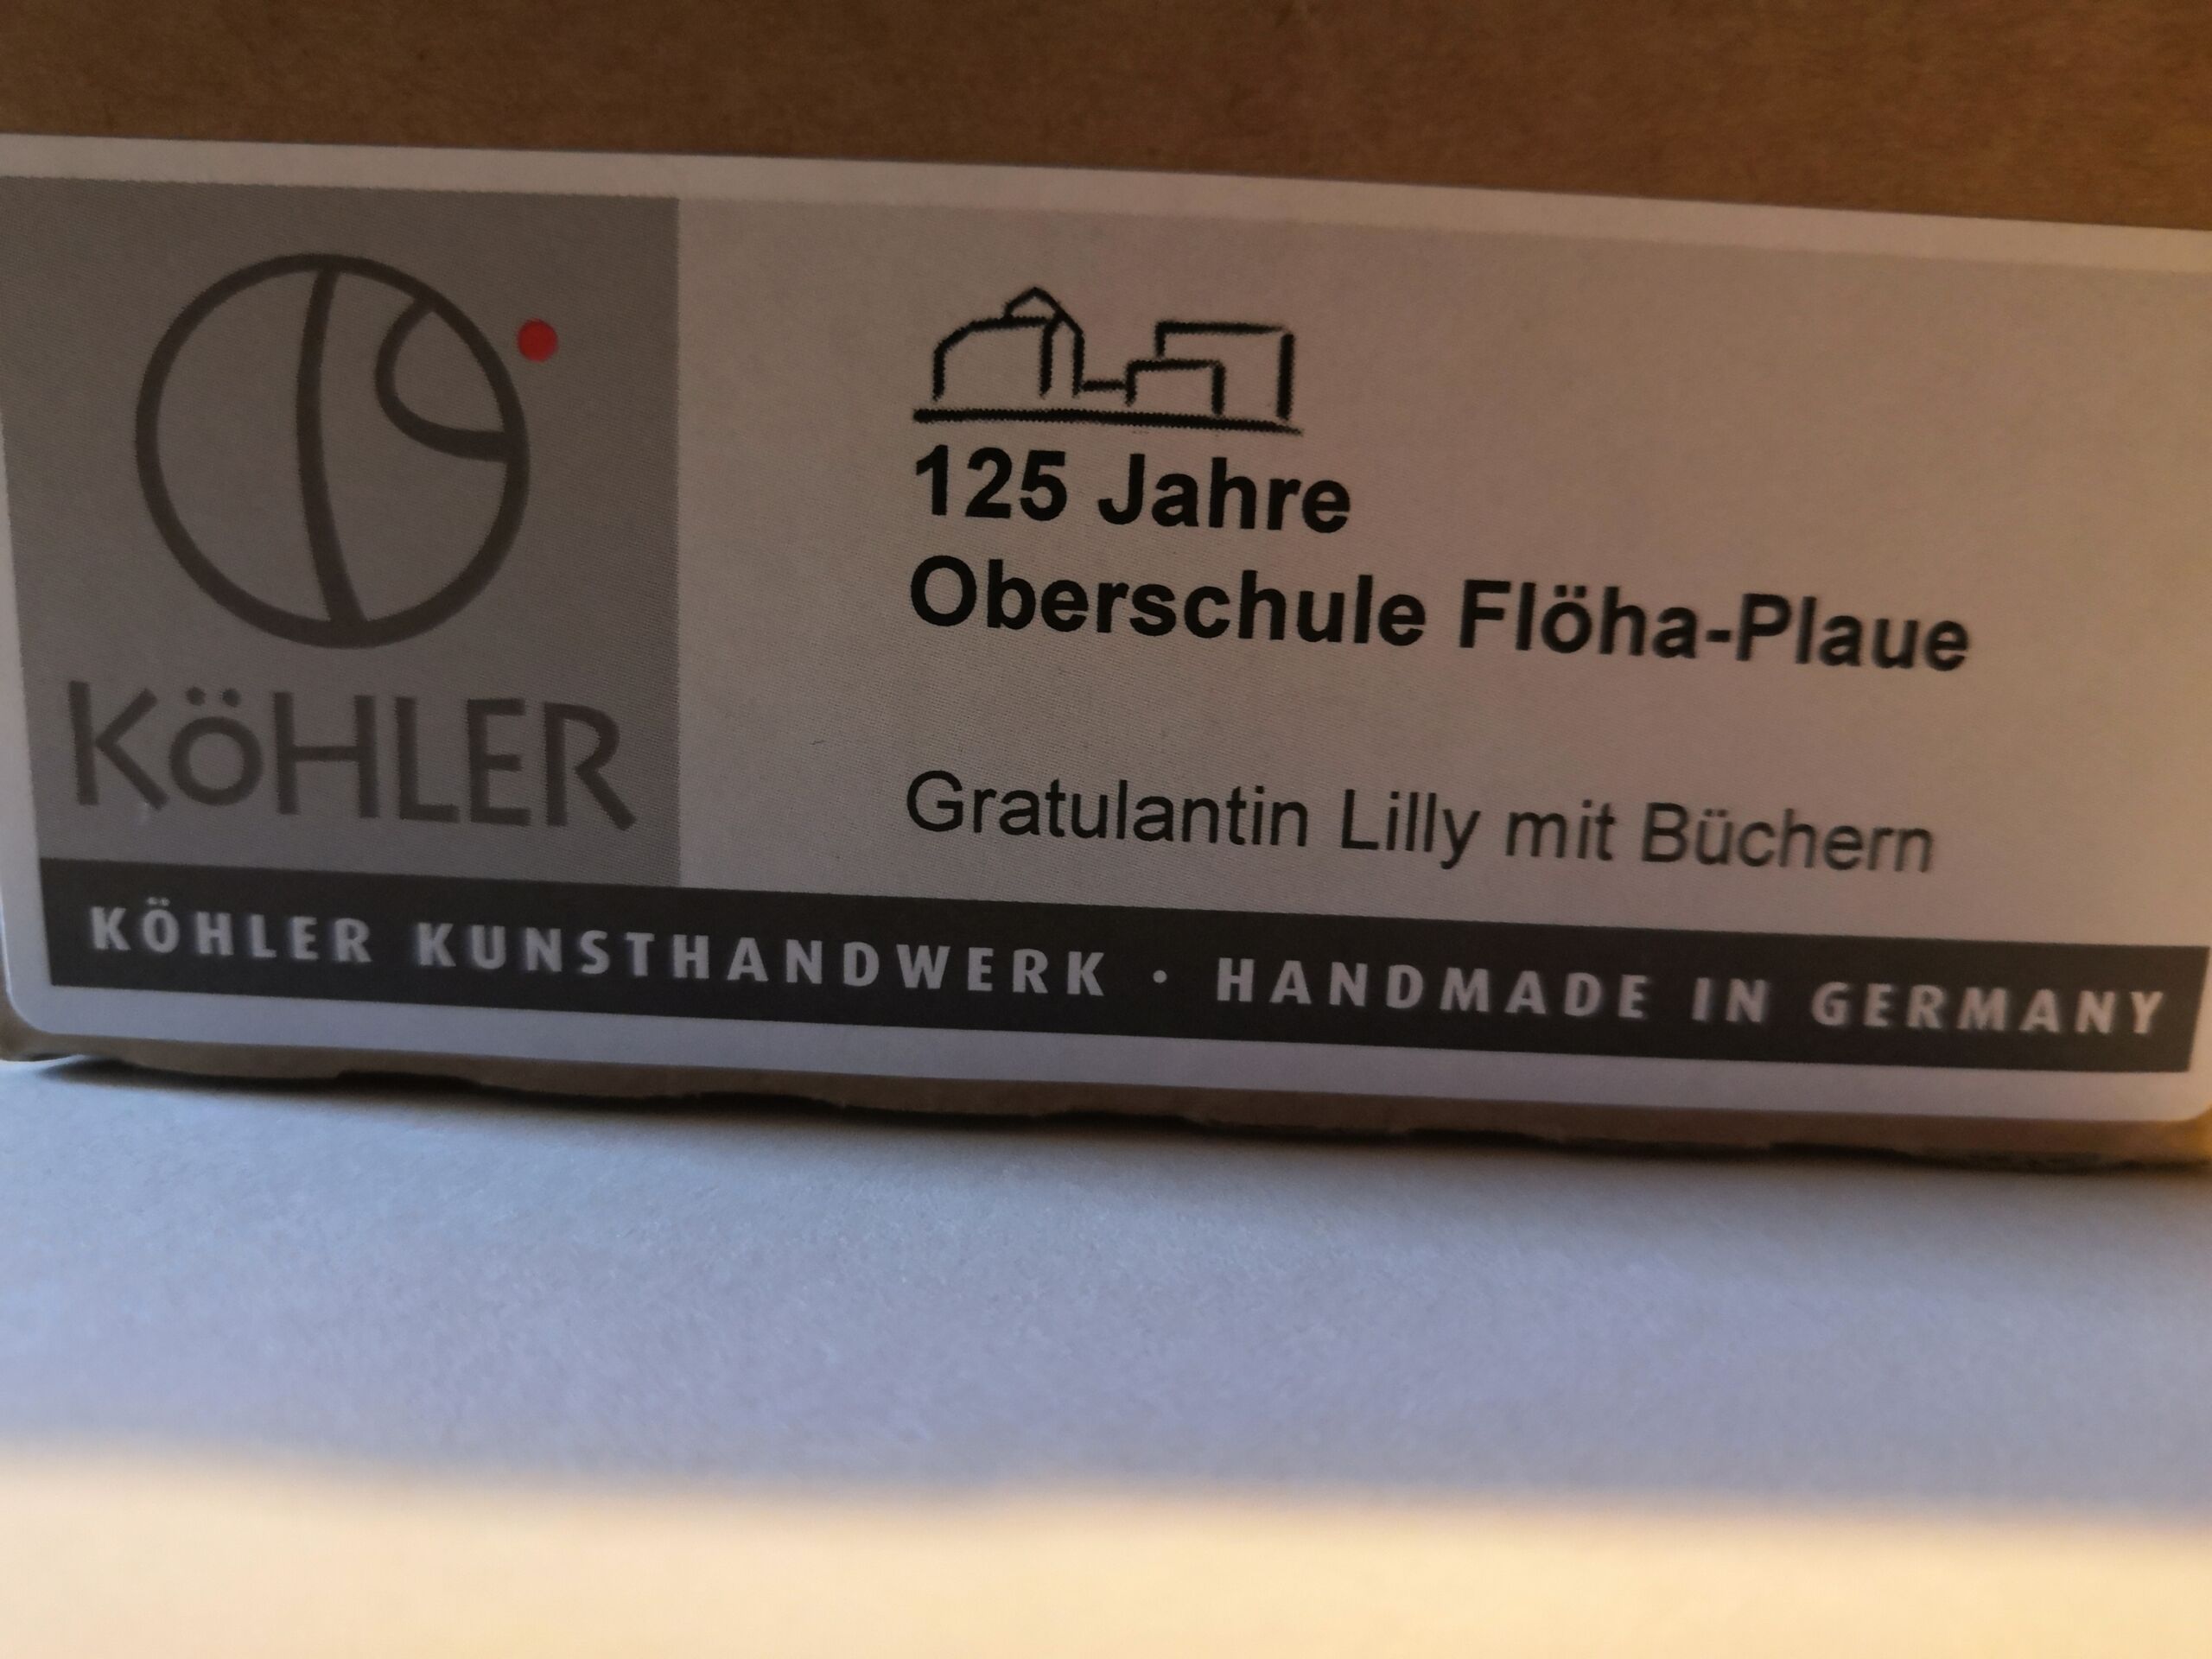 KÖHLER
125 Jahre
Oberschule Flöha-Plaue
Gratulantin Lilly mit Büchern
KÖHLER KUNSTHANDWERK · HANDMADE IN GERMANY